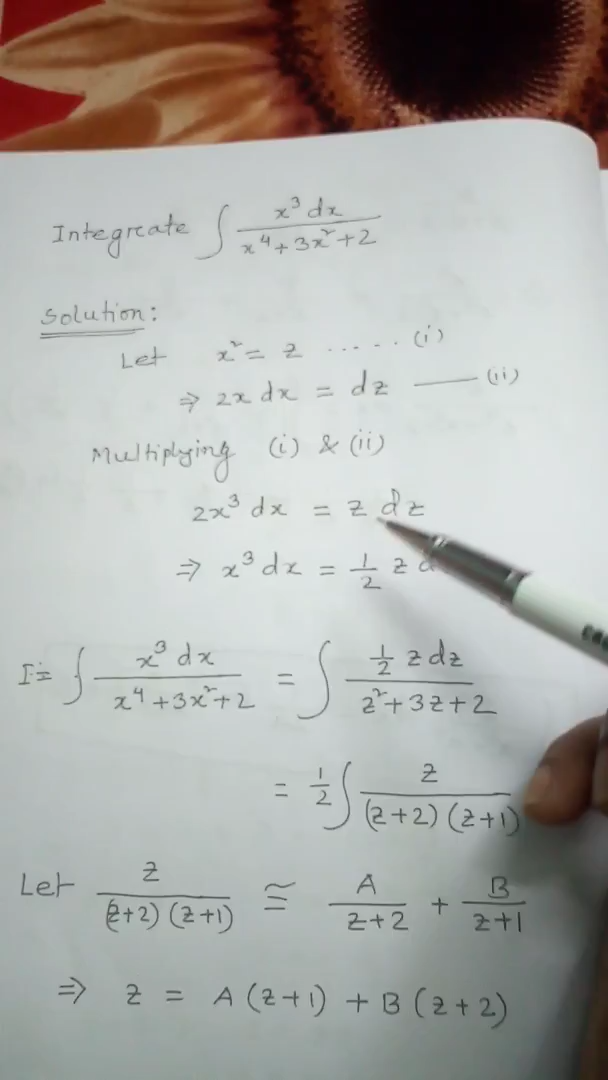 Integrate ∫ x³ dx / x⁴ + 3x² + 2
Solution:
Let x² = z ..... (i)
⇒ 2x dx = dz —— (ii)
Multiplying (i) & (ii)
2x³ dx = z dz
⇒ x³ dx = 1/2 z d
I = ∫ x³ dx / x⁴ + 3x² + 2 = ∫ 1/2 z dz / z² + 3z + 2
= 1/2 ∫ z / (z+2) (z+1)
Let z / (z+2) (z+1) ≅ A / z+2 + B / z+1
⇒ z = A (z+1) + B (z+2)